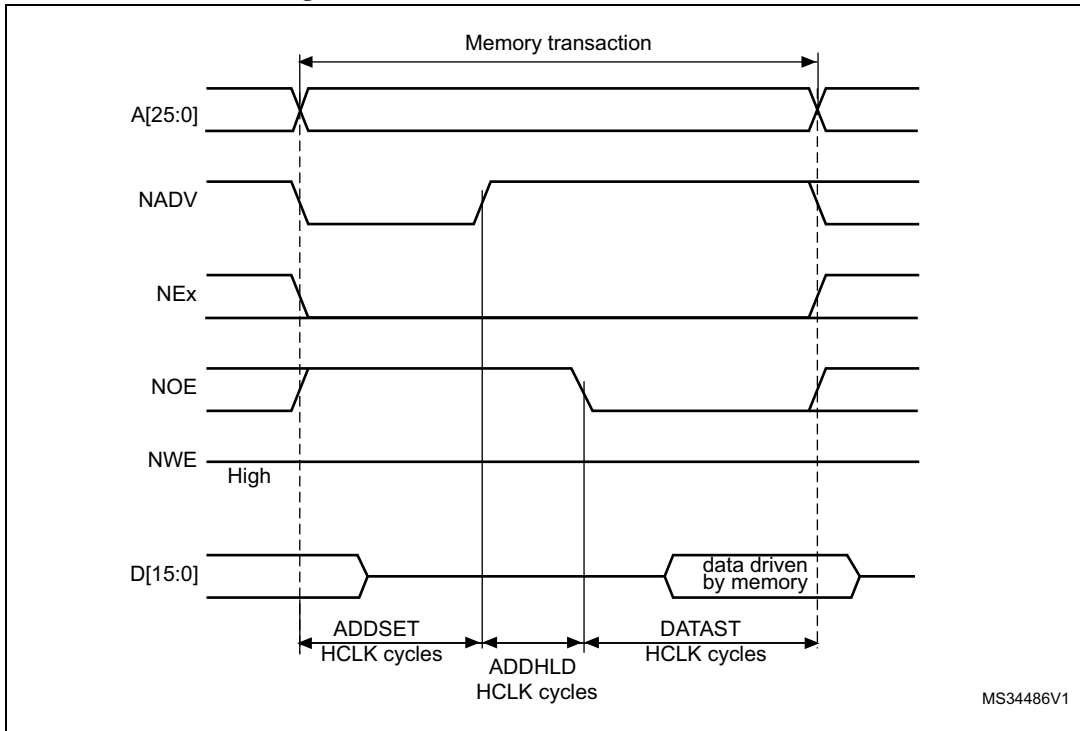 Memory transaction
A[25:0]
NADV
NEx
NOE
NWE
High
D[15:0]
data driven
by memory
ADDSET
HCLK cycles
ADDHLD
HCLK cycles
DATAST
HCLK cycles
MS34486V1